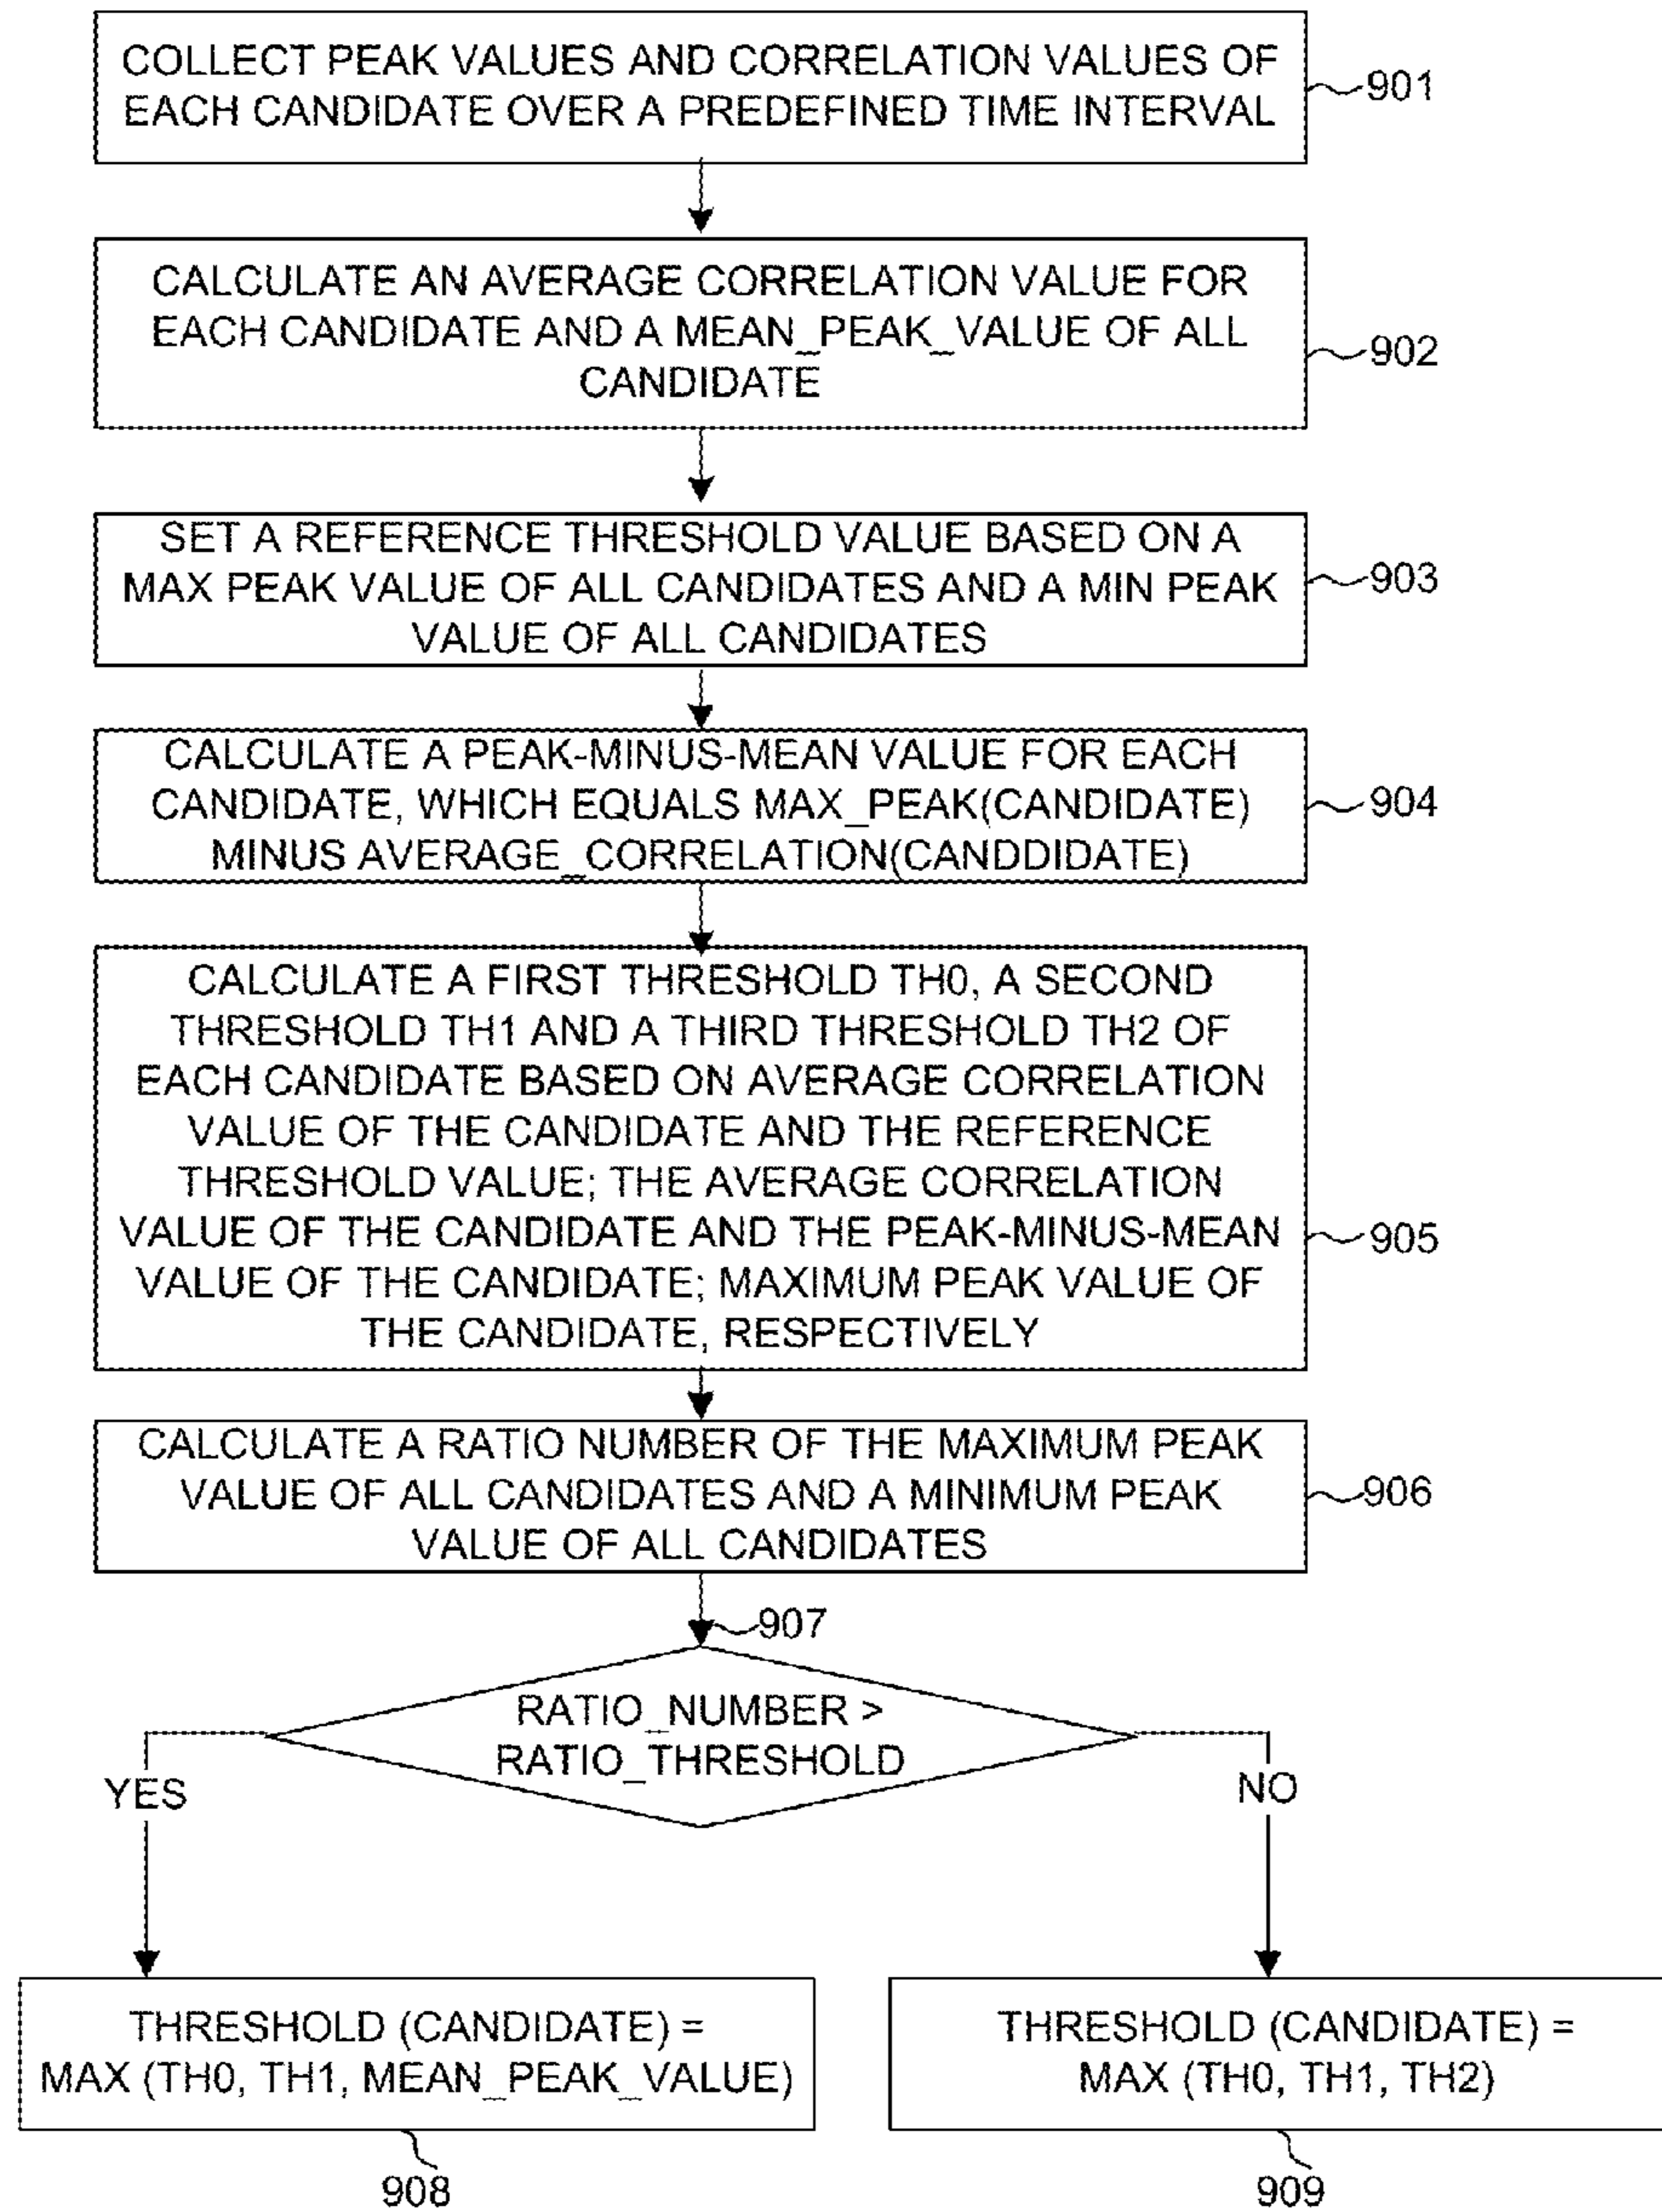 COLLECT PEAK VALUES AND CORRELATION VALUES OF
EACH CANDIDATE OVER A PREDEFINED TIME INTERVAL
901
CALCULATE AN AVERAGE CORRELATION VALUE FOR
EACH CANDIDATE AND A MEAN_PEAK_VALUE OF ALL
CANDIDATE
902
SET A REFERENCE THRESHOLD VALUE BASED ON A
MAX PEAK VALUE OF ALL CANDIDATES AND A MIN PEAK
VALUE OF ALL CANDIDATES
903
CALCULATE A PEAK-MINUS-MEAN VALUE FOR EACH
CANDIDATE, WHICH EQUALS MAX_PEAK(CANDIDATE)
MINUS AVERAGE_CORRELATION(CANDDIDATE)
904
CALCULATE A FIRST THRESHOLD TH0, A SECOND
THRESHOLD TH1 AND A THIRD THRESHOLD TH2 OF
EACH CANDIDATE BASED ON AVERAGE CORRELATION
VALUE OF THE CANDIDATE AND THE REFERENCE
THRESHOLD VALUE; THE AVERAGE CORRELATION
VALUE OF THE CANDIDATE AND THE PEAK-MINUS-MEAN
VALUE OF THE CANDIDATE; MAXIMUM PEAK VALUE OF
THE CANDIDATE, RESPECTIVELY
905
CALCULATE A RATIO NUMBER OF THE MAXIMUM PEAK
VALUE OF ALL CANDIDATES AND A MINIMUM PEAK
VALUE OF ALL CANDIDATES
906
907
RATIO_NUMBER >
RATIO_THRESHOLD
YES
NO
THRESHOLD (CANDIDATE) =
MAX (TH0, TH1, MEAN_PEAK_VALUE)
908
THRESHOLD (CANDIDATE) =
MAX (TH0, TH1, TH2)
909